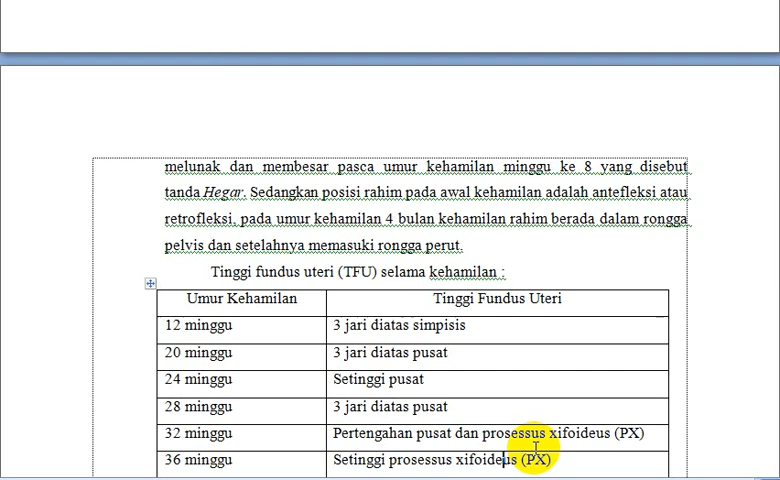 melunak dan membesar pasca umur kehamilan minggu ke 8 yang disebut
tanda Hegar. Sedangkan posisi rahim pada awal kehamilan adalah antefleksi atau
retrofleksi, pada umur kehamilan 4 bulan kehamilan rahim berada dalam rongga
pelvis dan setelahnya memasuki rongga perut.
Tinggi fundus uteri (TFU) selama kehamilan :
Umur Kehamilan Tinggi Fundus Uteri
12 minggu 3 jari diatas simpisis
20 minggu 3 jari diatas pusat
24 minggu Setinggi pusat
28 minggu 3 jari diatas pusat
32 minggu Pertengahan pusat dan prosessus xifoideus (PX)
36 minggu Setinggi prosessus xifoideus (PX)